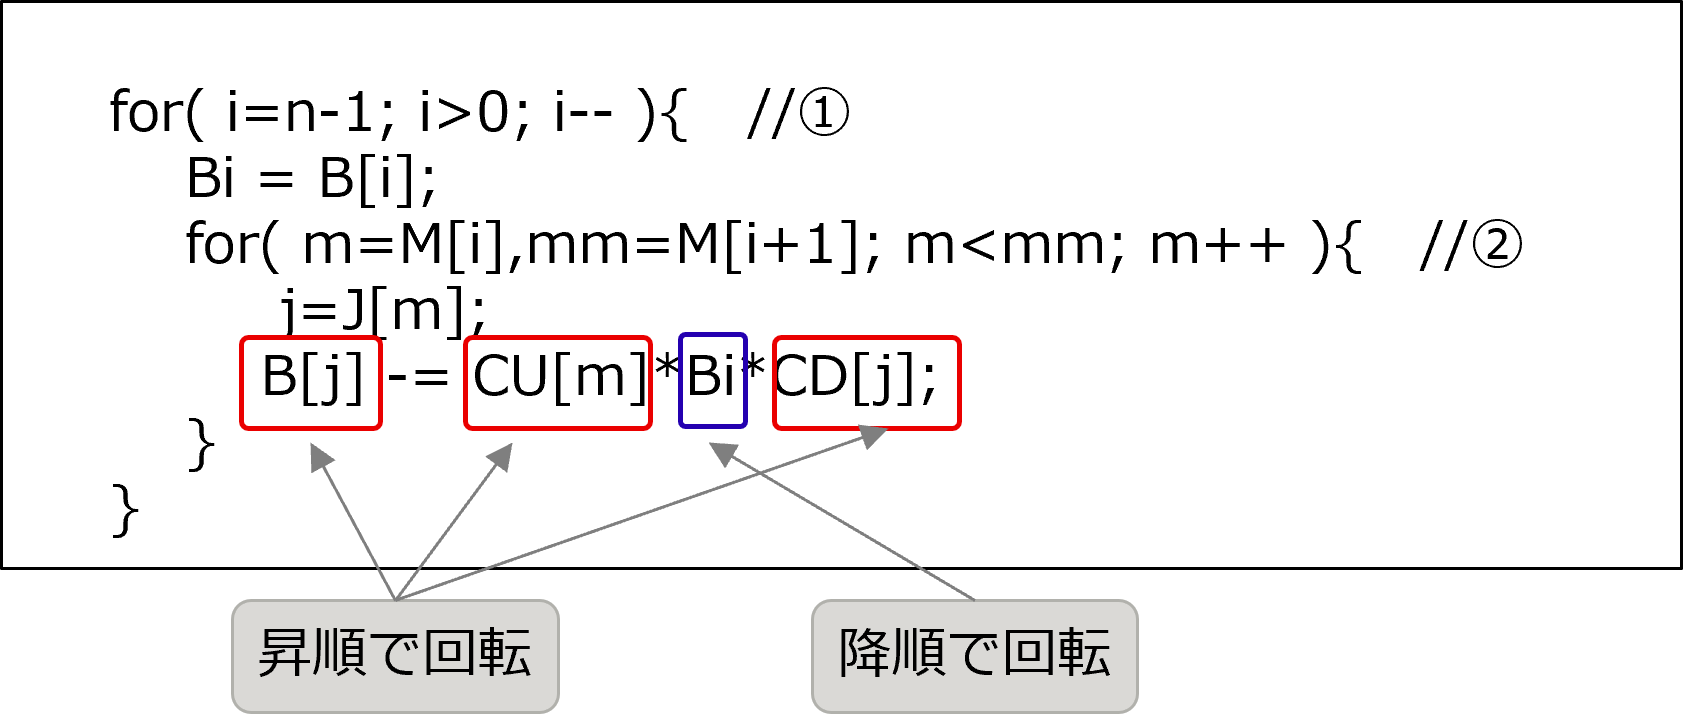 for( i=n-1; i>0; i-- ){   //①
Bi = B[i];
for( m=M[i],mm=M[i+1]; m<mm; m++ ){   //②
j=J[m];
B[j] -= CU[m]*Bi*CD[j];
}
}
昇順で回転
降順で回転